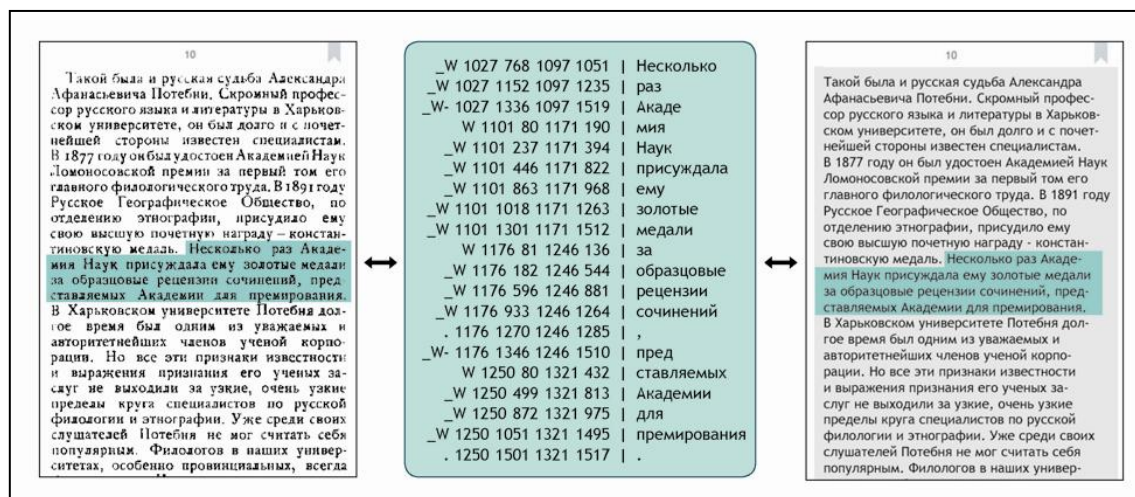 10
Такой была и русская судьба Александра
Афанасьевича Потебни. Скромный профес-
сор русского языка и литературы в Харьков-
ском университете, он был долго и с почет-
нейшей стороны известен специалистам.
В 1877 году он был удостоен Академией Наук
Ломоносовской премии за первый том его
главного филологического труда. В 1891 году
Русское Географическое Общество, по
отделению этнографии, присудило ему
свою высшую почетную награду – констан-
тиновскую медаль. Несколько раз Акаде-
мия Наук присуждала ему золотые медали
за образцовые рецензии сочинений, пред-
ставляемых Академии для премирования.
В Харьковском университете Потебня дол-
гое время был одним из уважаемых и
авторитетнейших членов ученой корпо-
рации. Но все эти признаки известности
и выражения признания его ученых за-
слуг не выходили за узкие, очень узкие
пределы круга специалистов по русской
филологии и этнографии. Уже среди своих
слушателей Потебня не мог считать себя
популярным. Филологов в наших универ-
ситетах, особенно провинциальных, всегда
_W 1027 768 1097 1051 | Несколько
_W 1027 1152 1097 1235 | раз
_W- 1027 1336 1097 1519 | Акаде
W 1101 80 1171 190 | мия
_W 1101 237 1171 394 | Наук
_W 1101 446 1171 822 | присуждала
_W 1101 863 1171 968 | ему
_W 1101 1018 1171 1263 | золотые
_W 1101 1301 1171 1512 | медали
W 1176 81 1246 136 | за
_W 1176 182 1246 544 | образцовые
_W 1176 596 1246 881 | рецензии
_W 1176 933 1246 1264 | сочинений
. 1176 1270 1246 1285 | ,
_W- 1176 1346 1246 1510 | пред
W 1250 80 1321 432 | ставляемых
_W 1250 499 1321 813 | Академии
_W 1250 872 1321 975 | для
_W 1250 1051 1321 1495 | премирования
. 1250 1501 1321 1517 | .
10
Такой была и русская судьба Александра
Афанасьевича Потебни. Скромный профес-
сор русского языка и литературы в Харьков-
ском университете, он был долго и с почет-
нейшей стороны известен специалистам.
В 1877 году он был удостоен Академией Наук
Ломоносовской премии за первый том его
главного филологического труда. В 1891 году
Русское Географическое Общество, по
отделению этнографии, присудило ему
свою высшую почетную награду - констан-
тиновскую медаль. Несколько раз Акаде-
мия Наук присуждала ему золотые медали
за образцовые рецензии сочинений, пред-
ставляемых Академии для премирования.
В Харьковском университете Потебня дол-
гое время был одним из уважаемых и
авторитетнейших членов ученой корпо-
рации. Но все эти признаки известности
и выражения признания его ученых за-
слуг не выходили за узкие, очень узкие
пределы круга специалистов по русской
филологии и этнографии. Уже среди своих
слушателей Потебня не мог считать себя
популярным. Филологов в наших универ-